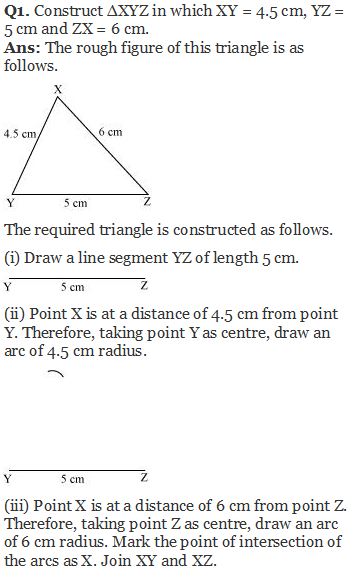 Q1. Construct ΔXYZ in which XY = 4.5 cm, YZ =
5 cm and ZX = 6 cm.
Ans: The rough figure of this triangle is as
follows.
X
4.5 cm
6 cm
Y
5 cm
Z
The required triangle is constructed as follows.
(i) Draw a line segment YZ of length 5 cm.
Y
5 cm
Z
(ii) Point X is at a distance of 4.5 cm from point
Y. Therefore, taking point Y as centre, draw an
arc of 4.5 cm radius.
Y
5 cm
Z
(iii) Point X is at a distance of 6 cm from point Z.
Therefore, taking point Z as centre, draw an arc
of 6 cm radius. Mark the point of intersection of
the arcs as X. Join XY and XZ.